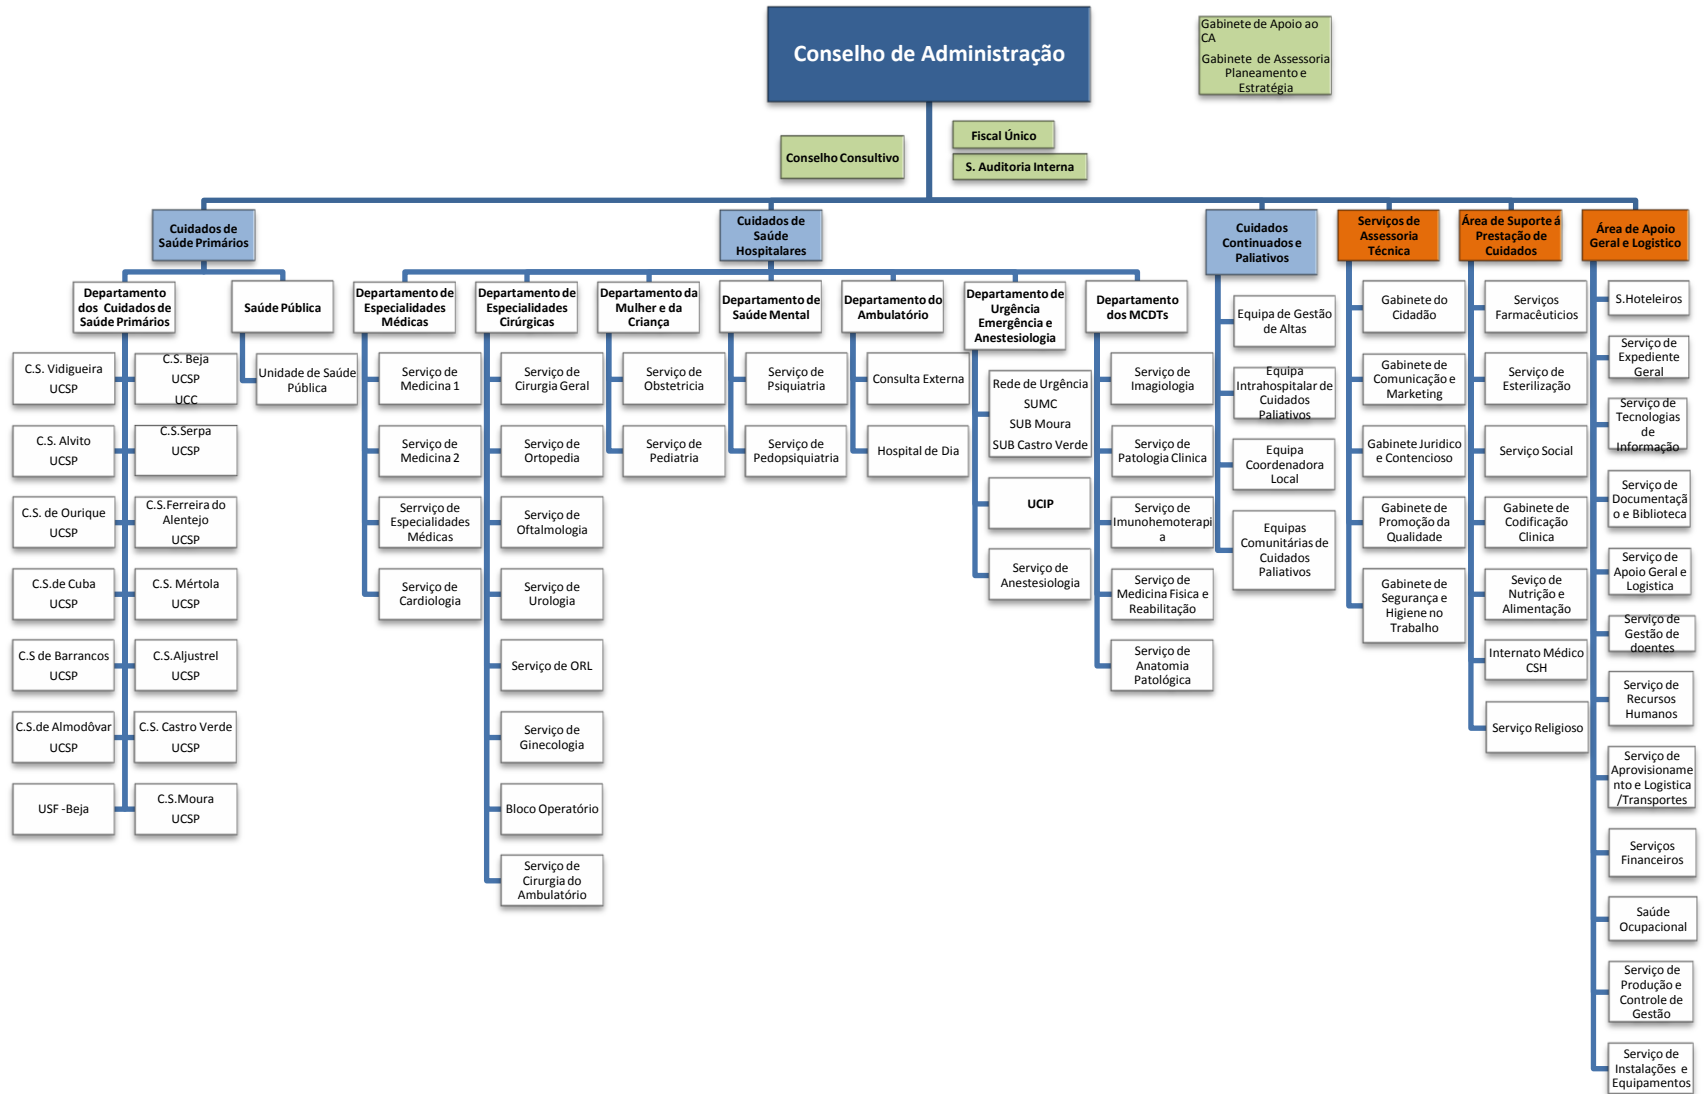 Conselho de Administração
Gabinete de Apoio ao
CA
Gabinete de Assessoria
Planeamento e
Estratégia
Conselho Consultivo
Fiscal Único
S. Auditoria Interna
Cuidados de
Saúde Primários
Cuidados de
Saúde
Hospitalares
Cuidados
Continuados e
Paliativos
Serviços de
Assessoria
Técnica
Área de Suporte á
Prestação de
Cuidados
Área de Apoio
Geral e Logistico
Departamento
dos Cuidados de
Saúde Primários
Saúde Pública
Departamento de
Especialidades
Médicas
Departamento de
Especialidades
Cirúrgicas
Departamento da
Mulher e da
Criança
Departamento de
Saúde Mental
Departamento
do Ambulatório
Departamento de
Urgência
Emergência e
Anestesiologia
Departamento
dos MCDTs
C.S. Vidigueira
UCSP
C.S. Beja
UCSP
UCC
C.S. Alvito
UCSP
C.S.Serpa
UCSP
C.S. de Ourique
UCSP
C.S.Ferreira do
Alentejo
UCSP
C.S.de Cuba
UCSP
C.S. Mértola
UCSP
C.S de Barrancos
UCSP
C.S.Aljustrel
UCSP
C.S.de Almodôvar
UCSP
C.S. Castro Verde
UCSP
USF -Beja
C.S.Moura
UCSP
Unidade de Saúde
Pública
Serviço de
Medicina 1
Serviço de
Medicina 2
Serrviço de
Especialidades
Médicas
Serviço de
Cardiologia
Serviço de
Cirurgia Geral
Serviço de
Ortopedia
Serviço de
Oftalmologia
Serviço de
Urologia
Serviço de ORL
Serviço de
Ginecologia
Bloco Operatório
Serviço de
Cirurgia do
Ambulatório
Serviço de
Obstetricia
Serviço de
Pediatria
Serviço de
Psiquiatria
Serviço de
Pedopsiquiatria
Consulta Externa
Hospital de Dia
Rede de Urgência
SUMC
SUB Moura
SUB Castro Verde
UCIP
Serviço de
Anestesiologia
Serviço de
Imagiologia
Serviço de
Patologia Clinica
Serviço de
Imunohemoterapi
a
Serviço de
Medicina Fisica e
Reabilitação
Serviço de
Anatomia
Patológica
Equipa de Gestão
de Altas
Equipa
Intrahospitalar de
Cuidados
Paliativos
Equipa
Coordenadora
Local
Equipas
Comunitárias de
Cuidados
Paliativos
Gabinete do
Cidadão
Gabinete de
Comunicação e
Marketing
Gabinete Juridico
e Contencioso
Gabinete de
Promoção da
Qualidade
Gabinete de
Segurança e
Higiene no
Trabalho
Serviços
Farmacêuticios
Serviço de
Esterilização
Serviço Social
Gabinete de
Codificação
Clinica
Seviço de
Nutrição e
Alimentação
Internato Médico
CSH
Serviço Religioso
S.Hoteleiros
Serviço de
Expediente
Geral
Serviço de
Tecnologias
de
Informação
Serviço de
Documentaçã
o e Biblioteca
Serviço de
Apoio Geral e
Logistica
Serviço de
Gestão de
doentes
Serviço de
Recursos
Humanos
Serviço de
Aprovisioname
nto e Logistica
/Transportes
Serviços
Financeiros
Saúde
Ocupacional
Serviço de
Produção e
Controle de
Gestão
Serviço de
Instalações e
Equipamentos